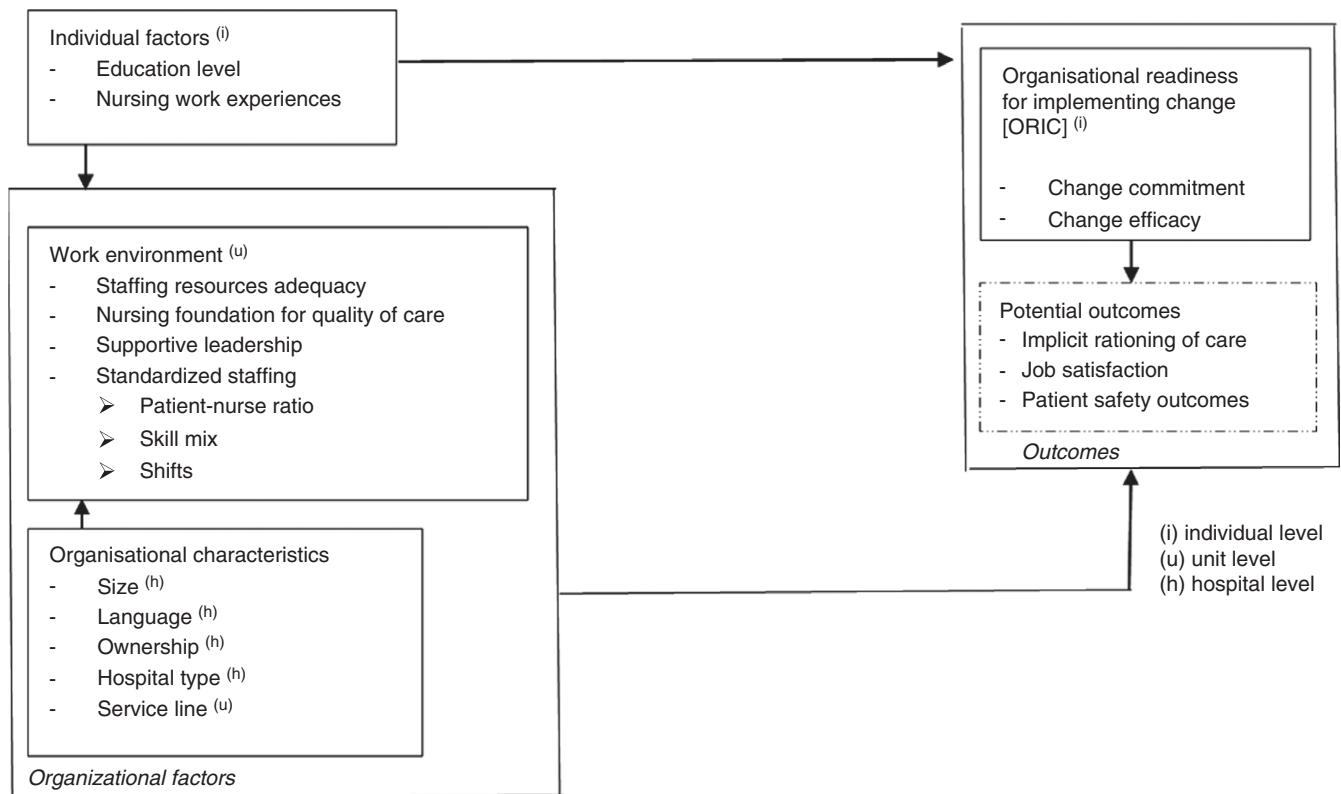 Individual factors (i)
- Education level
- Nursing work experiences
Work environment (u)
- Staffing resources adequacy
- Nursing foundation for quality of care
- Supportive leadership
- Standardized staffing
➢ Patient-nurse ratio
➢ Skill mix
➢ Shifts
Organisational characteristics
- Size (h)
- Language (h)
- Ownership (h)
- Hospital type (h)
- Service line (u)
Organizational factors
Organisational readiness
for implementing change
[ORIC] (i)
- Change commitment
- Change efficacy
Potential outcomes
- Implicit rationing of care
- Job satisfaction
- Patient safety outcomes
Outcomes
(i) individual level
(u) unit level
(h) hospital level